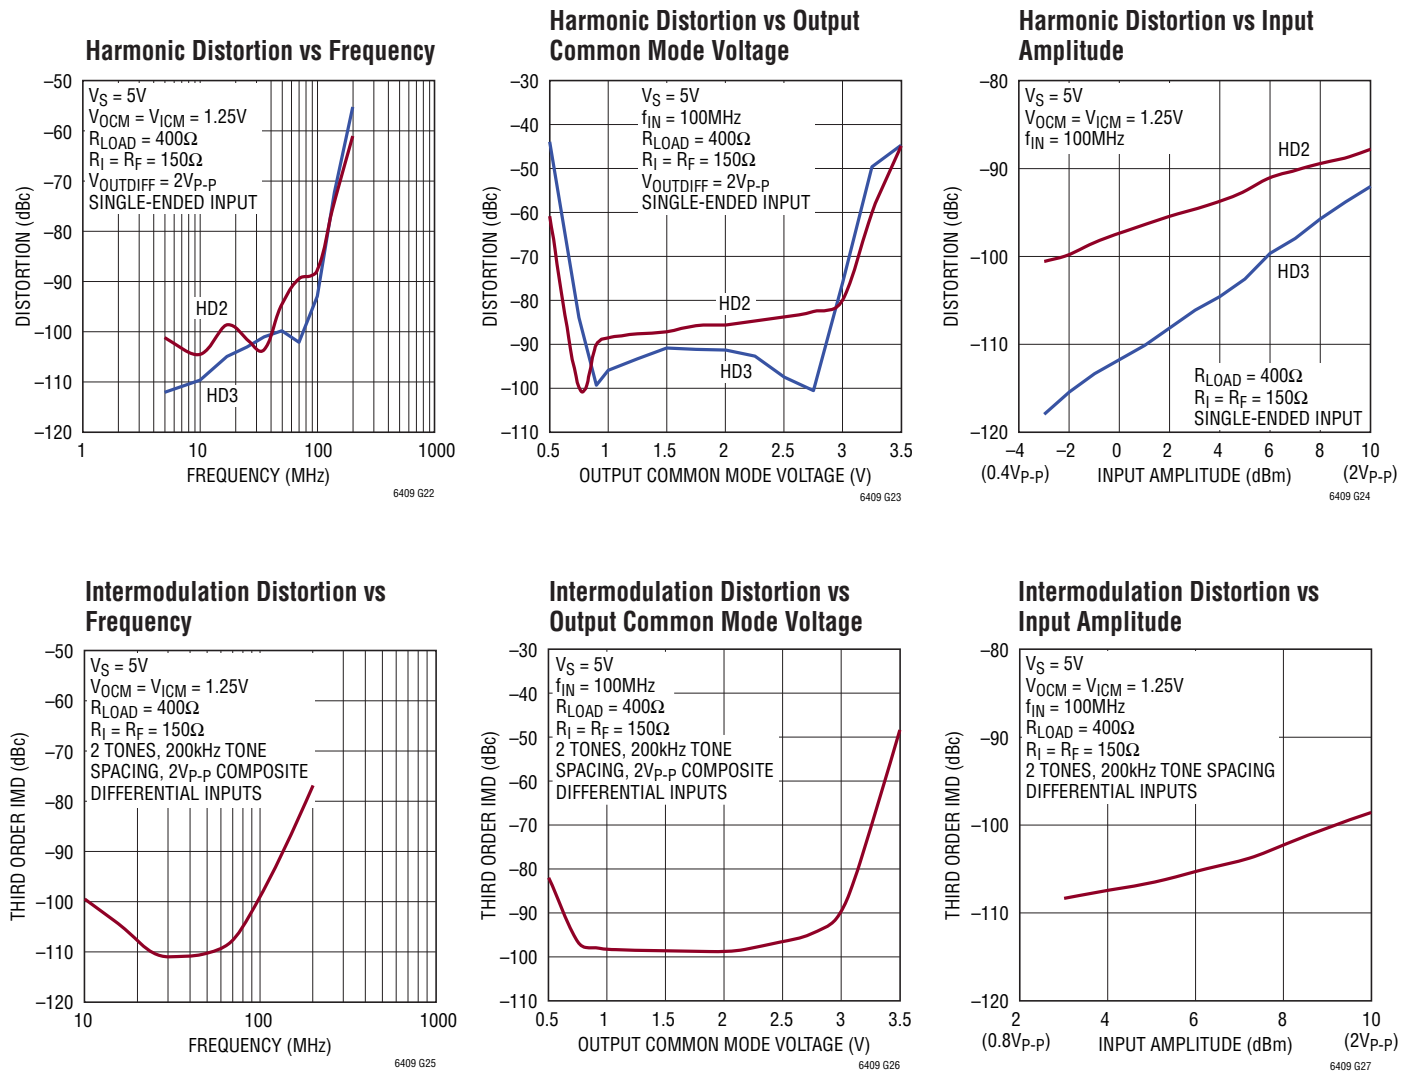 Harmonic Distortion vs Frequency
–50
–60
–70
–80
–90
–100
–110
–120
DISTORTION (dBc)
VS = 5V
VOCM = VICM = 1.25V
RLOAD = 400Ω
RI = RF = 150Ω
VOUTDIFF = 2VP-P
SINGLE-ENDED INPUT
HD2
HD3
1 10 100 1000
FREQUENCY (MHz)
6409 G22
Harmonic Distortion vs Output
Common Mode Voltage
–30
–40
–50
–60
–70
–80
–90
–100
–110
DISTORTION (dBc)
VS = 5V
fIN = 100MHz
RLOAD = 400Ω
RI = RF = 150Ω
VOUTDIFF = 2VP-P
SINGLE-ENDED INPUT
HD2
HD3
0.5 1 1.5 2 2.5 3 3.5
OUTPUT COMMON MODE VOLTAGE (V)
6409 G23
Harmonic Distortion vs Input
Amplitude
–80
–90
–100
–110
–120
DISTORTION (dBc)
VS = 5V
VOCM = VICM = 1.25V
fIN = 100MHz
HD2
HD3
RLOAD = 400Ω
RI = RF = 150Ω
SINGLE-ENDED INPUT
–4 –2 0 2 4 6 8 10
(0.4VP-P) INPUT AMPLITUDE (dBm) (2VP-P)
6409 G24
Intermodulation Distortion vs
Frequency
–50
–60
–70
–80
–90
–100
–110
–120
THIRD ORDER IMD (dBc)
VS = 5V
VOCM = VICM = 1.25V
RLOAD = 400Ω
RI = RF = 150Ω
2 TONES, 200kHz TONE
SPACING, 2VP-P COMPOSITE
DIFFERENTIAL INPUTS
10 100 1000
FREQUENCY (MHz)
6409 G25
Intermodulation Distortion vs
Output Common Mode Voltage
–30
–40
–50
–60
–70
–80
–90
–100
–110
THIRD ORDER IMD (dBc)
VS = 5V
fIN = 100MHz
RLOAD = 400Ω
RI = RF = 150Ω
2 TONES, 200kHz TONE
SPACING, 2VP-P COMPOSITE
DIFFERENTIAL INPUTS
0.5 1 1.5 2 2.5 3 3.5
OUTPUT COMMON MODE VOLTAGE (V)
6409 G26
Intermodulation Distortion vs
Input Amplitude
–80
–90
–100
–110
–120
THIRD ORDER IMD (dBc)
VS = 5V
VOCM = VICM = 1.25V
fIN = 100MHz
RLOAD = 400Ω
RI = RF = 150Ω
2 TONES, 200kHz TONE SPACING
DIFFERENTIAL INPUTS
2 4 6 8 10
(0.8VP-P) INPUT AMPLITUDE (dBm) (2VP-P)
6409 G27